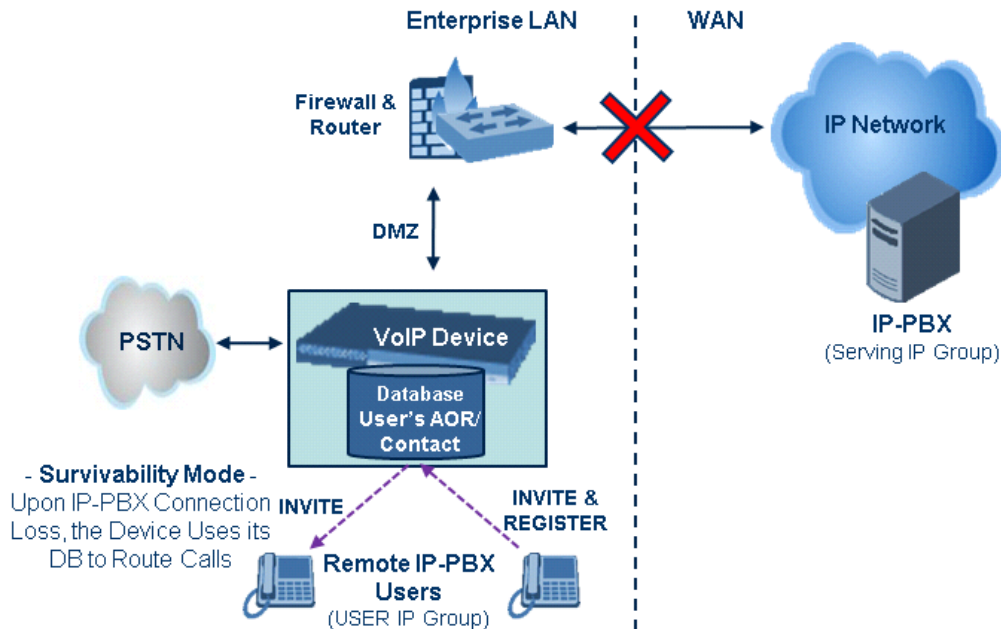 Enterprise LAN
WAN
Firewall &
Router
IP Network
DMZ
IP-PBX
(Serving IP Group)
PSTN
VoIP Device
Database
User's AOR/
Contact
- Survivability Mode -
Upon IP-PBX Connection
Loss, the Device Uses its
DB to Route Calls
INVITE
INVITE &
REGISTER
Remote IP-PBX
Users
(USER IP Group)